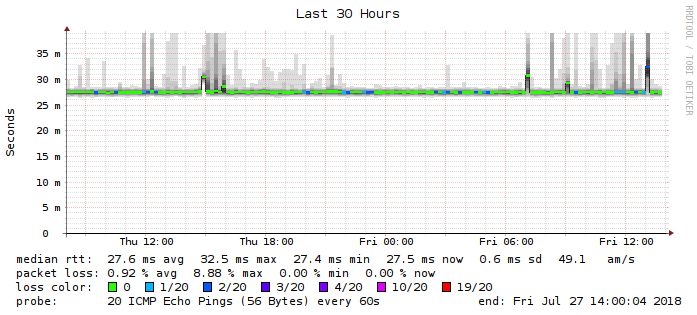 Last 30 Hours
RRDTOOL / TOBI OETIKER
Seconds
35 m
30 m
25 m
20 m
15 m
10 m
5 m
0
Thu 12:00 Thu 18:00 Fri 00:00 Fri 06:00 Fri 12:00
median rtt: 27.6 ms avg 32.5 ms max 27.4 ms min 27.5 ms now 0.6 ms sd 49.1 am/s
packet loss: 0.92 % avg 8.88 % max 0.00 % min 0.00 % now
loss color: 0 1/20 2/20 3/20 4/20 10/20 19/20
probe: 20 ICMP Echo Pings (56 Bytes) every 60s end: Fri Jul 27 14:00:04 2018